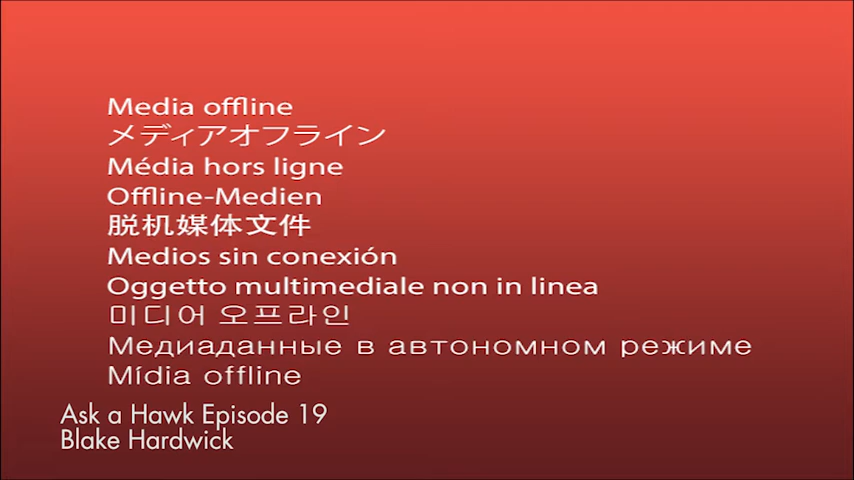 Media offline
メディアオフライン
Média hors ligne
Offline-Medien
脱机媒体文件
Medios sin conexión
Oggetto multimediale non in linea
미디어 오프라인
Медиаданные в автономном режиме
Mídia offline
Ask a Hawk Episode 19
Blake Hardwick